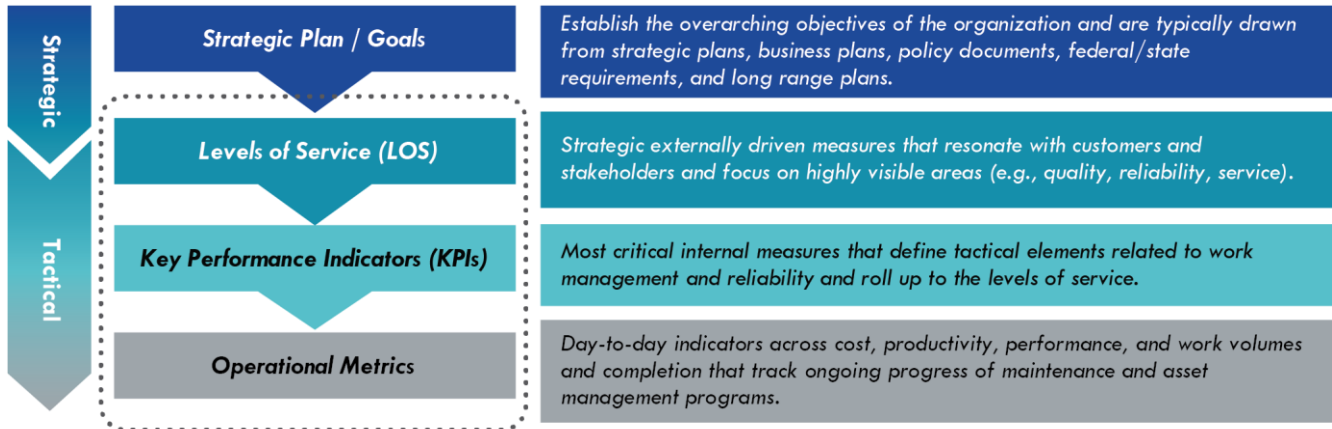 Strategic
Tactical
Strategic Plan / Goals
Establish the overarching objectives of the organization and are typically drawn
from strategic plans, business plans, policy documents, federal/state
requirements, and long range plans.
Levels of Service (LOS)
Strategic externally driven measures that resonate with customers and
stakeholders and focus on highly visible areas (e.g., quality, reliability, service).
Key Performance Indicators (KPIs)
Most critical internal measures that define tactical elements related to work
management and reliability and roll up to the levels of service.
Operational Metrics
Day-to-day indicators across cost, productivity, performance, and work volumes
and completion that track ongoing progress of maintenance and asset
management programs.